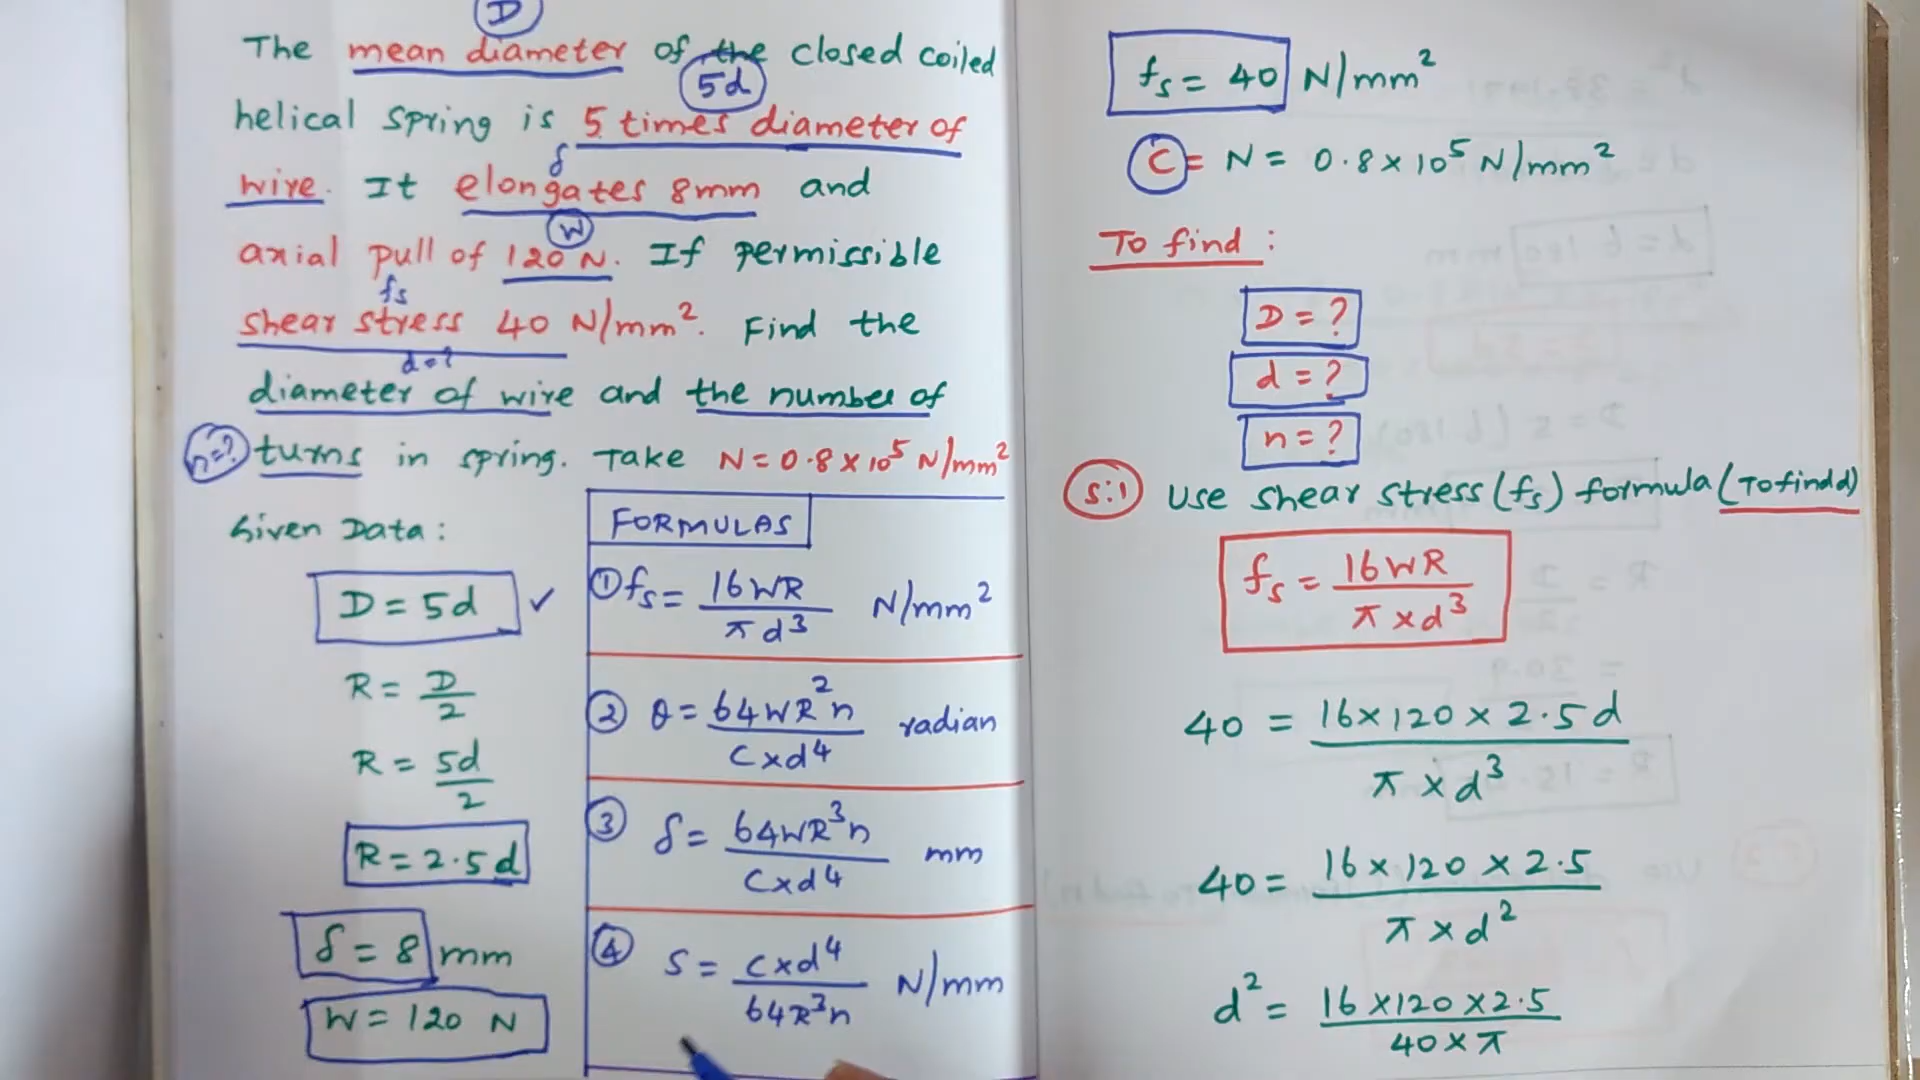 D
The mean diameter of the closed coiled
5d
helical spring is 5 times diameter of
δ
wire. It elongates 8mm and
W
axial pull of 120 N. If permissible
fs
shear stress 40 N/mm². Find the
d=?
diameter of wire and the number of
n=? turns in spring. Take N=0.8×10⁵ N/mm²
Given Data:
D = 5d ✓
R = D/2
R = 5d/2
R = 2.5d
δ = 8 mm
W = 120 N
FORMULAS
① fs = 16WR/πd³ N/mm²
② θ = 64WR²n/C×d⁴ radian
③ δ = 64WR³n/C×d⁴ mm
④ S = C×d⁴/64R³n N/mm
fs = 40 N/mm²
C = N = 0.8×10⁵ N/mm²
To find :
D = ?
d = ?
n = ?
S:1 Use shear stress (fs) formula (To find d)
fs = 16WR/π×d³
40 = 16×120×2.5d/π×d³
40 = 16×120×2.5/π×d²
d² = 16×120×2.5/40×π